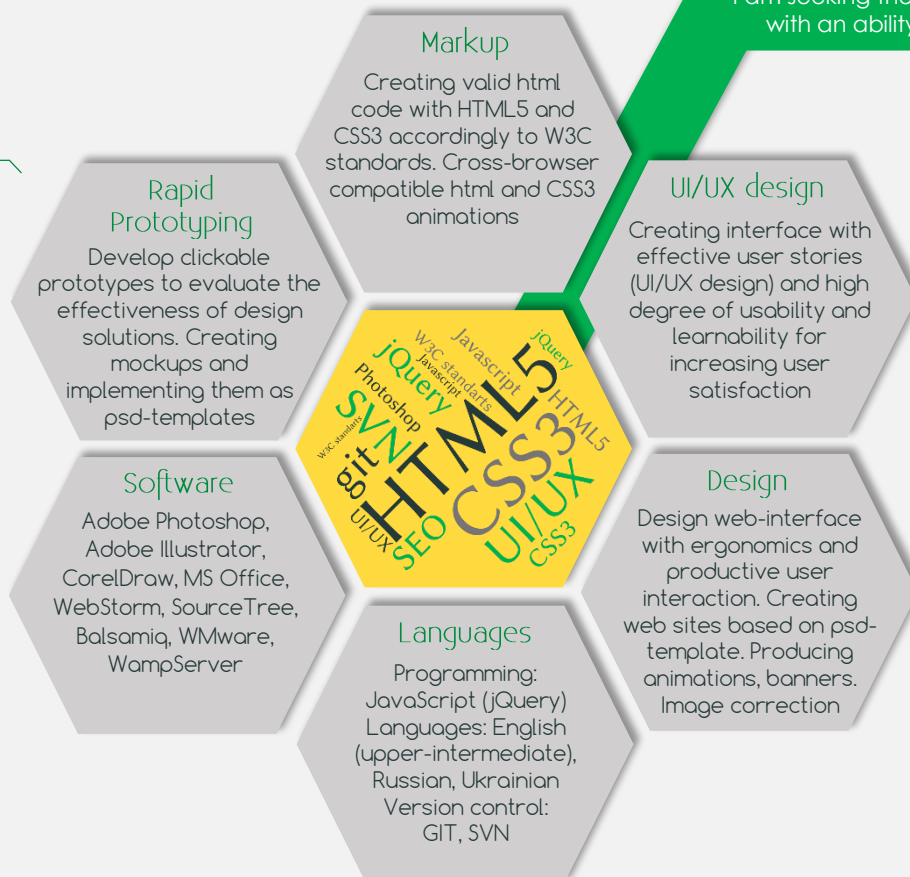 I am seeking
with an ability
Markup
Creating valid html
code with HTML5 and
CSS3 accordingly to W3C
standards. Cross-browser
compatible html and CSS3
animations
Rapid
Prototyping
Develop clickable
prototypes to evaluate the
effectiveness of design
solutions. Creating
mockups and
implementing them as
psd-templates
UI/UX design
Creating interface with
effective user stories
(UI/UX design) and high
degree of usability and
learnability for
increasing user
satisfaction
jQuery
Javascript
W3C standarts
Javascript
jQuery
Photoshop
HTML5
HTML5
SVN
W3C standarts
git
CSS3
UI/UX
SEO
UI/UX
CSS3
Software
Adobe Photoshop,
Adobe Illustrator,
CorelDraw, MS Office,
WebStorm, SourceTree,
Balsamiq, WMware,
WampServer
Design
Design web-interface
with ergonomics and
productive user
interaction. Creating
web sites based on psd-
template. Producing
animations, banners.
Image correction
Languages
Programming:
JavaScript (jQuery)
Languages: English
(upper-intermediate),
Russian, Ukrainian
Version control:
GIT, SVN